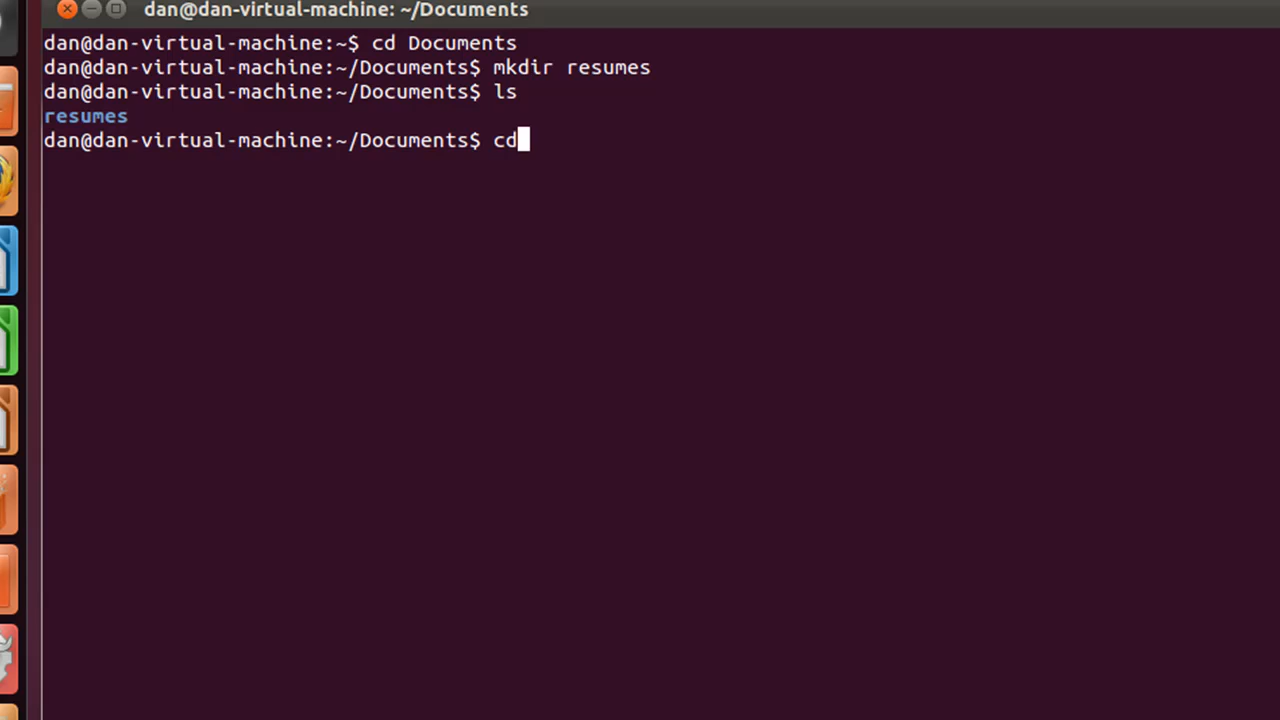 dan@dan-virtual-machine: ~/Documents
dan@dan-virtual-machine:~$ cd Documents
dan@dan-virtual-machine:~/Documents$ mkdir resumes
dan@dan-virtual-machine:~/Documents$ ls
resumes
dan@dan-virtual-machine:~/Documents$ cd